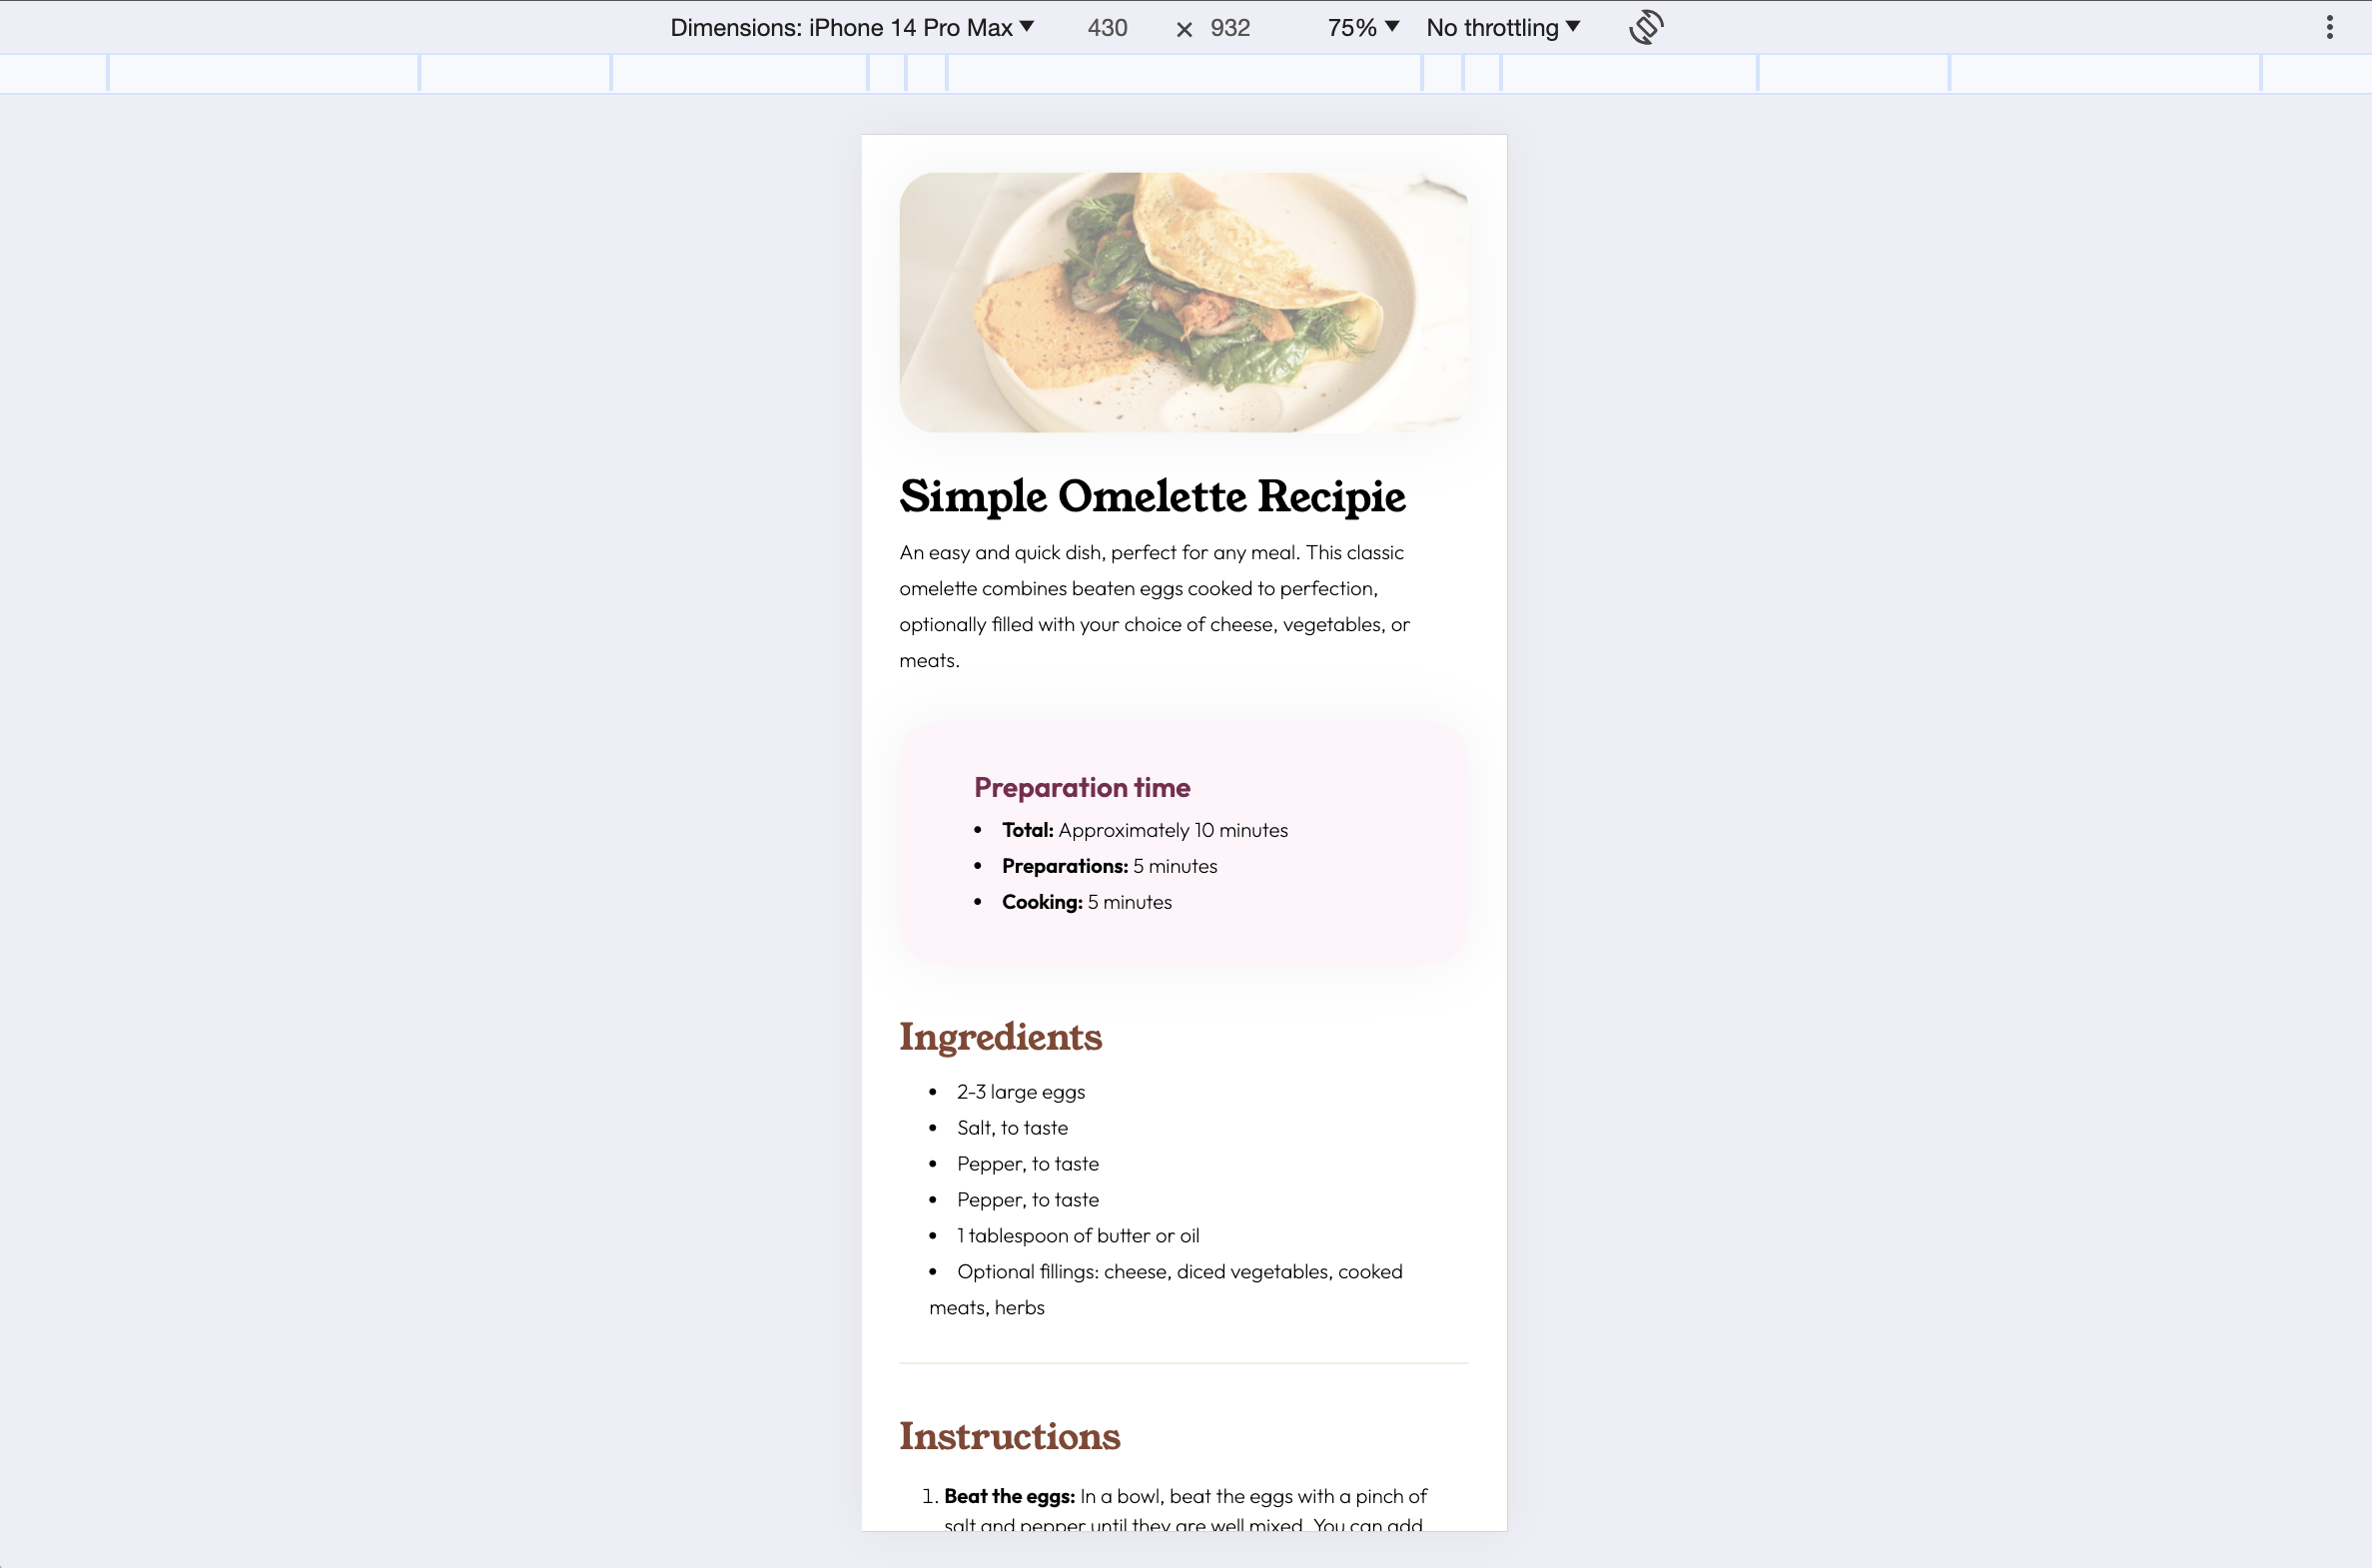 Dimensions: iPhone 14 Pro Max 430 × 932 75% No throttling
Simple Omelette Recipie
An easy and quick dish, perfect for any meal. This classic
omelette combines beaten eggs cooked to perfection,
optionally filled with your choice of cheese, vegetables, or
meats.
Preparation time
• Total: Approximately 10 minutes
• Preparations: 5 minutes
• Cooking: 5 minutes
Ingredients
• 2-3 large eggs
• Salt, to taste
• Pepper, to taste
• Pepper, to taste
• 1 tablespoon of butter or oil
• Optional fillings: cheese, diced vegetables, cooked
meats, herbs
Instructions
1. Beat the eggs: In a bowl, beat the eggs with a pinch of
salt and pepper until they are well mixed. You can add